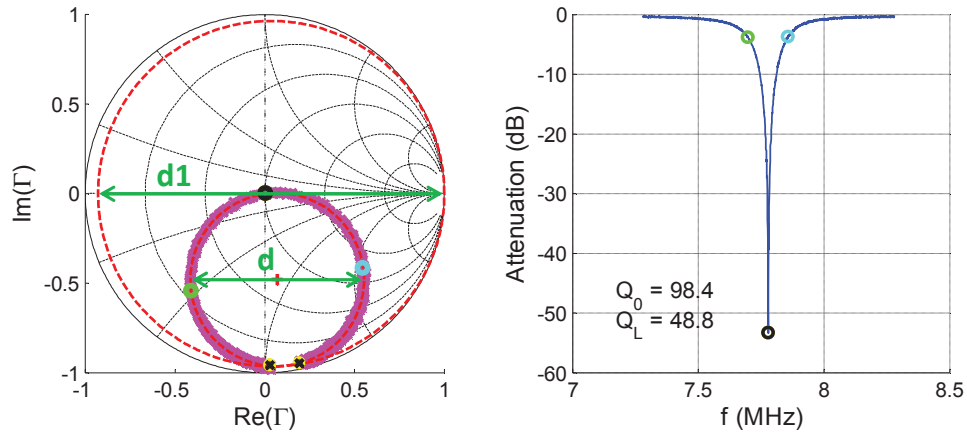 1
0.5
0
-0.5
-1
-1
-0.5
0
0.5
1
Im(Γ)
Re(Γ)
d1
d
0
-10
-20
-30
-40
-50
-60
7
7.5
8
8.5
Attenuation (dB)
f (MHz)
Q₀ = 98.4
Q_L = 48.8